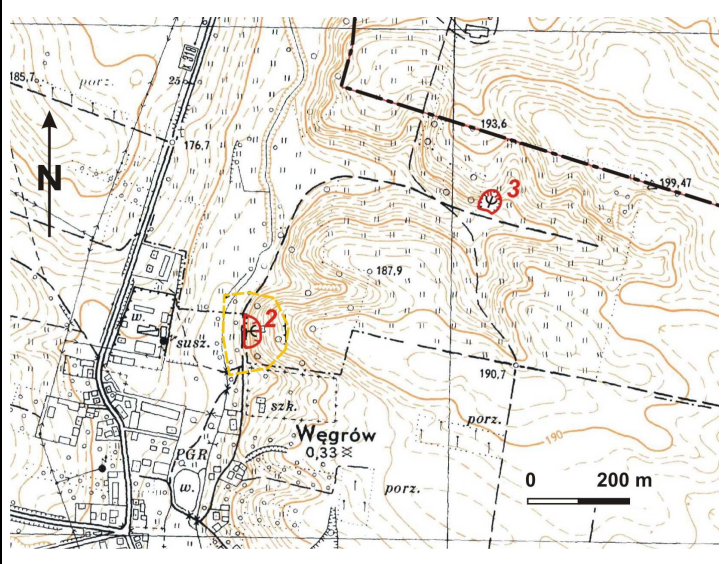 X 318
25
185,7
porz.
176,7
193,6
199,47
N
3
187,9
2
w.
susz.
190,7
szk.
porz.
Węgrów
0,33
190
PGR
w.
porz.
0 200 m